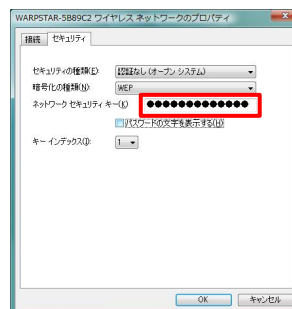 WARPSTAR-5B89C2 ワイヤレス ネットワークのプロパティ
接続 セキュリティ
セキュリティの種類(E): 認証なし (オープン システム)
暗号化の種類(N): WEP
ネットワーク セキュリティ キー(K) ●●●●●●●●●●●●●
パスワードの文字を表示する(H)
キー インデックス(I): 1
OK キャンセル